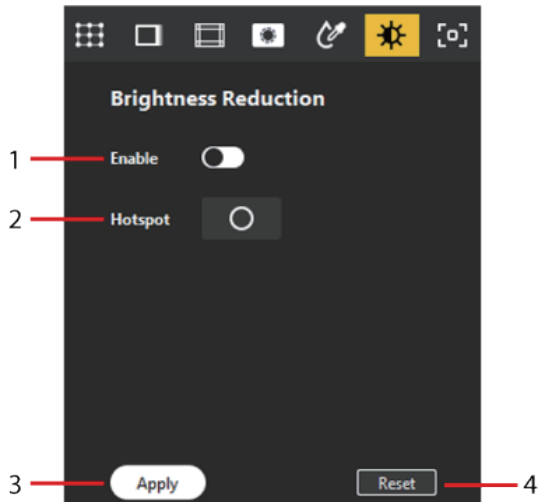 Brightness Reduction
1 Enable
2 Hotspot
3 Apply Reset 4